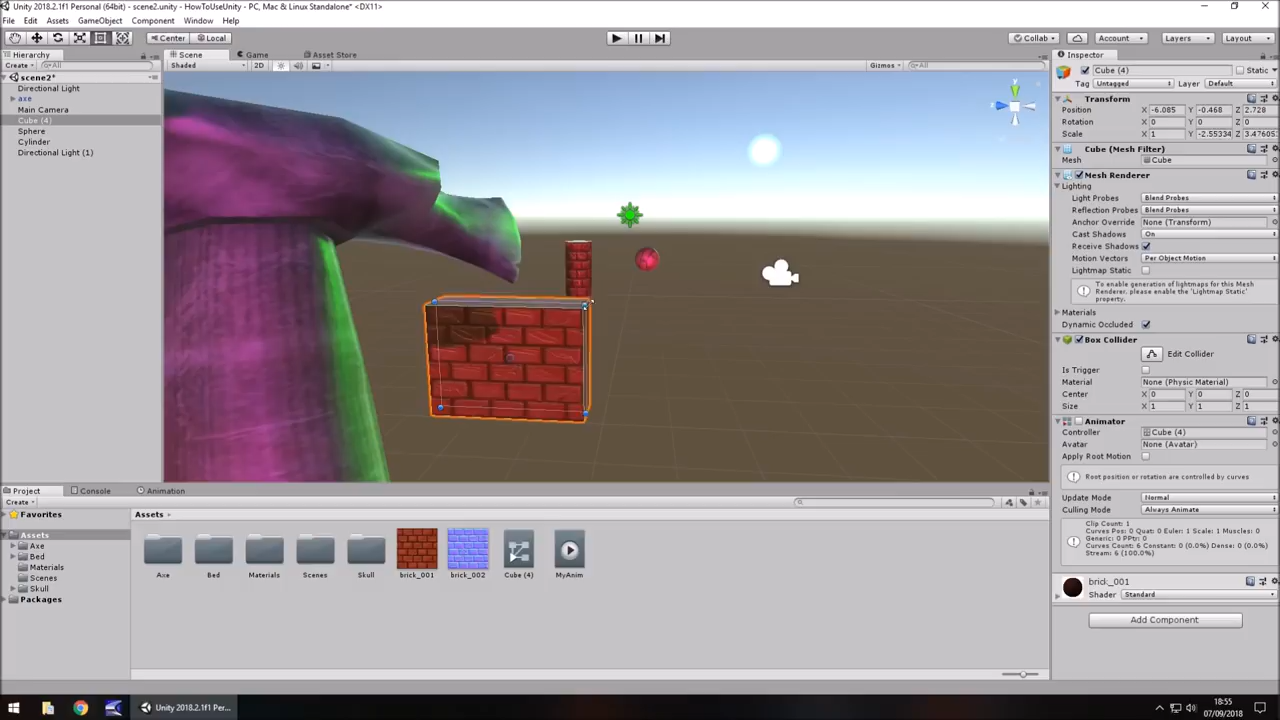 Unity 2018.2.1f1 Personal (64bit) - scene2.unity - HowToUseUnity - PC, Mac & Linux Standalone* <DX11>
File Edit Assets GameObject Component Window Help
Center Local Collab Account Layers Layout
Hierarchy Scene Game Asset Store Inspector
Create All Shaded 2D Gizmos All Cube (4) Static
scene2* Tag Untagged Layer Default
Directional Light
axe
Main Camera
Cube (4)
Sphere
Cylinder
Directional Light (1)
y
z
Transform
Position X -6.085 Y -0.468 Z 2.728
Rotation X 0 Y 0 Z 0
Scale X 1 Y -2.55334 Z 3.47605
Cube (Mesh Filter)
Mesh Cube
Mesh Renderer
Lighting
Light Probes Blend Probes
Reflection Probes Blend Probes
Anchor Override None (Transform)
Cast Shadows On
Receive Shadows
Motion Vectors Per Object Motion
Lightmap Static
To enable generation of lightmaps for this Mesh
Renderer, please enable the 'Lightmap Static'
property.
Materials
Dynamic Occluded
Box Collider
Edit Collider
Is Trigger
Material None (Physic Material)
Center X 0 Y 0 Z 0
Size X 1 Y 1 Z 1
Animator
Controller Cube (4)
Avatar None (Avatar)
Apply Root Motion
Root position or rotation are controlled by curves
Update Mode Normal
Culling Mode Always Animate
Clip Count: 1
Curves Pos: 0 Quat: 0 Euler: 1 Scale: 1 Muscles: 0
Generic: 0 PPtr: 0
Curves Count: 6 Constant: 0 (0.0%) Dense: 0 (0.0%)
Stream: 6 (100.0%)
brick_001
Shader Standard
Add Component
Project Console Animation
Create
Favorites
Assets
Axe
Bed
Materials
Scenes
Skull
Packages
Assets
Axe Bed Materials Scenes Skull brick_001 brick_002 Cube (4) MyAnim
Unity 2018.2.1f1 Pe...
18:55
07/09/2018